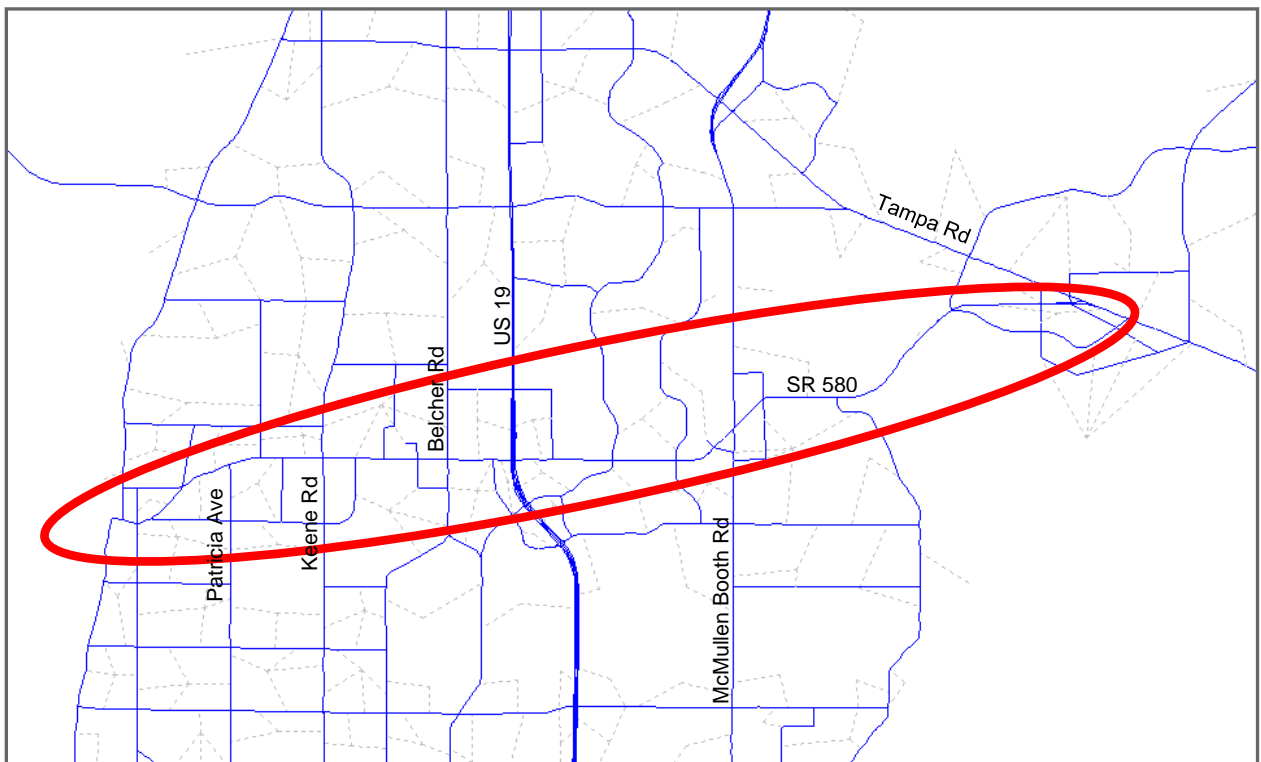 Tampa Rd
US 19
Belcher Rd
SR 580
Patricia Ave
Keene Rd
McMullen Booth Rd